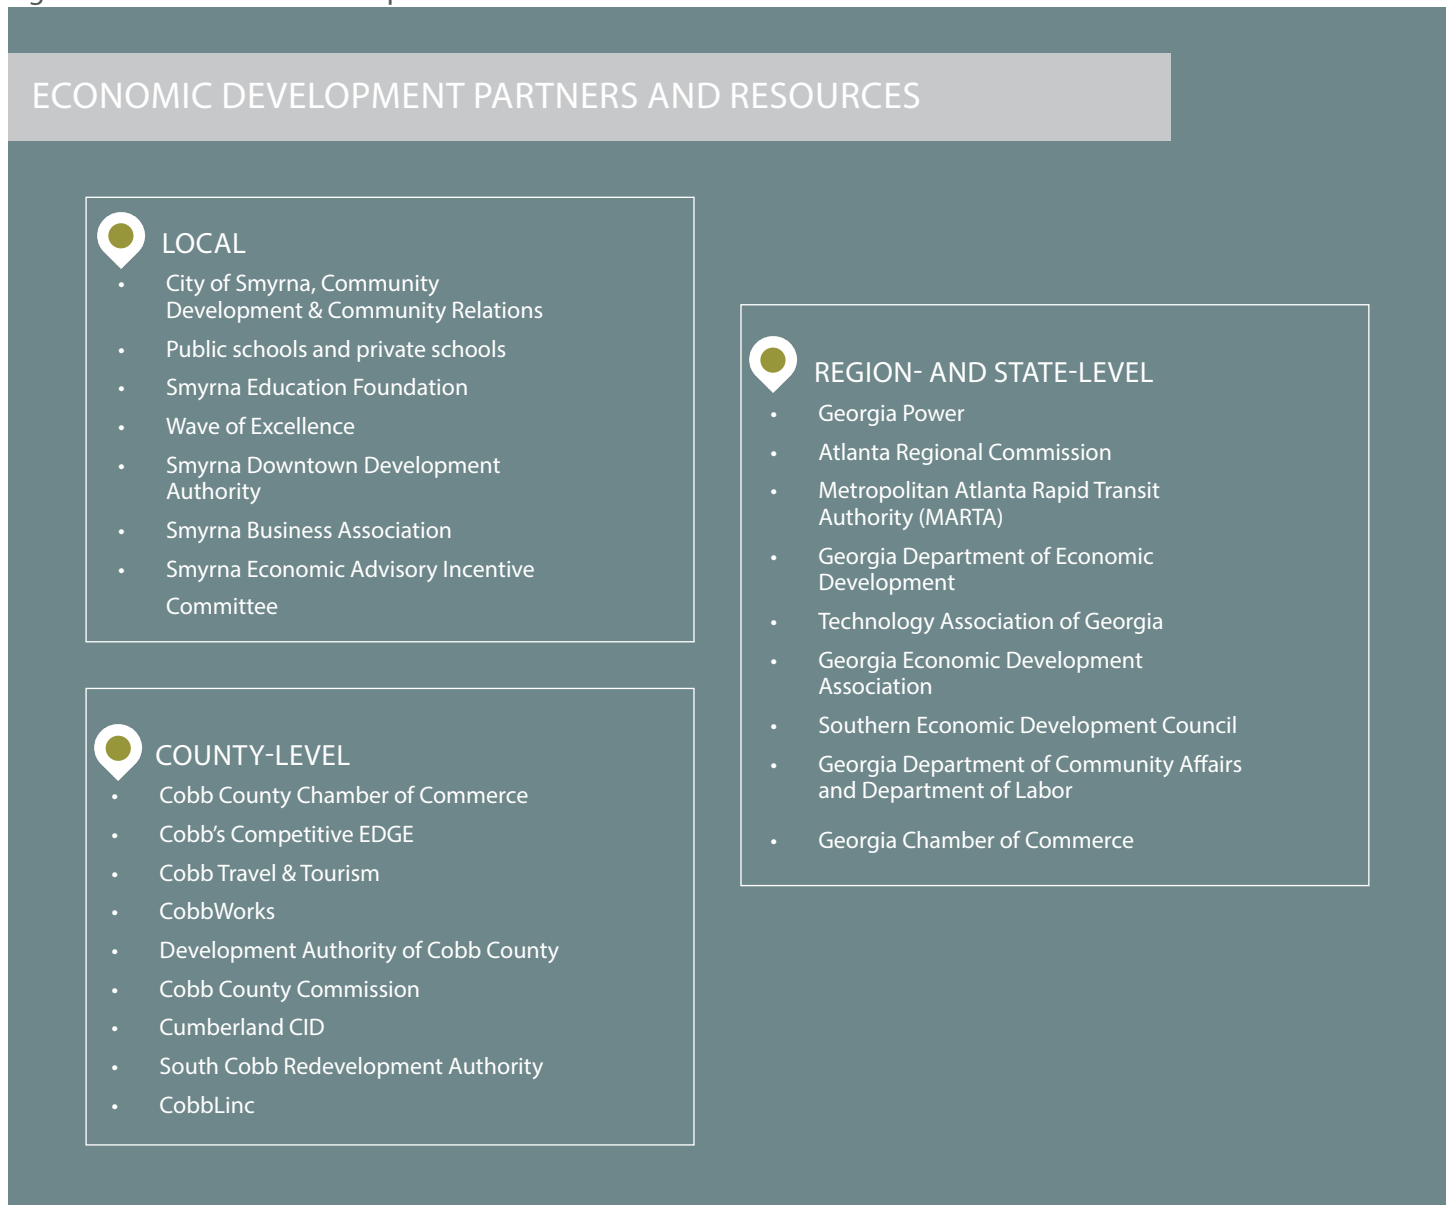 ECONOMIC DEVELOPMENT PARTNERS AND RESOURCES
LOCAL
• City of Smyrna, Community
Development & Community Relations
• Public schools and private schools
• Smyrna Education Foundation
• Wave of Excellence
• Smyrna Downtown Development
Authority
• Smyrna Business Association
• Smyrna Economic Advisory Incentive
Committee
COUNTY-LEVEL
• Cobb County Chamber of Commerce
• Cobb’s Competitive EDGE
• Cobb Travel & Tourism
• CobbWorks
• Development Authority of Cobb County
• Cobb County Commission
• Cumberland CID
• South Cobb Redevelopment Authority
• CobbLinc
REGION- AND STATE-LEVEL
• Georgia Power
• Atlanta Regional Commission
• Metropolitan Atlanta Rapid Transit
Authority (MARTA)
• Georgia Department of Economic
Development
• Technology Association of Georgia
• Georgia Economic Development
Association
• Southern Economic Development Council
• Georgia Department of Community Affairs
and Department of Labor
• Georgia Chamber of Commerce